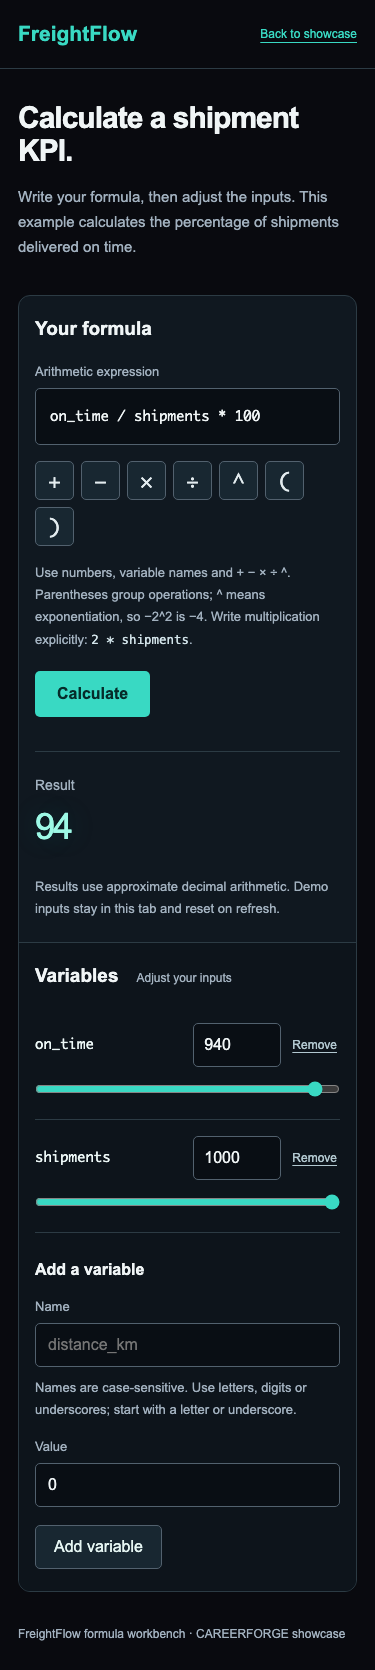 FreightFlow
Back to showcase
Calculate a shipment
KPI.
Write your formula, then adjust the inputs. This
example calculates the percentage of shipments
delivered on time.
Your formula
Arithmetic expression
on_time / shipments * 100
+ − × ÷ ^ (
)
Use numbers, variable names and + − × ÷ ^.
Parentheses group operations; ^ means
exponentiation, so −2^2 is −4. Write multiplication
explicitly: 2 * shipments.
Calculate
Result
94
Results use approximate decimal arithmetic. Demo
inputs stay in this tab and reset on refresh.
Variables Adjust your inputs
on_time 940 Remove
shipments 1000 Remove
Add a variable
Name
distance_km
Names are case-sensitive. Use letters, digits or
underscores; start with a letter or underscore.
Value
0
Add variable
FreightFlow formula workbench · CAREERFORGE showcase